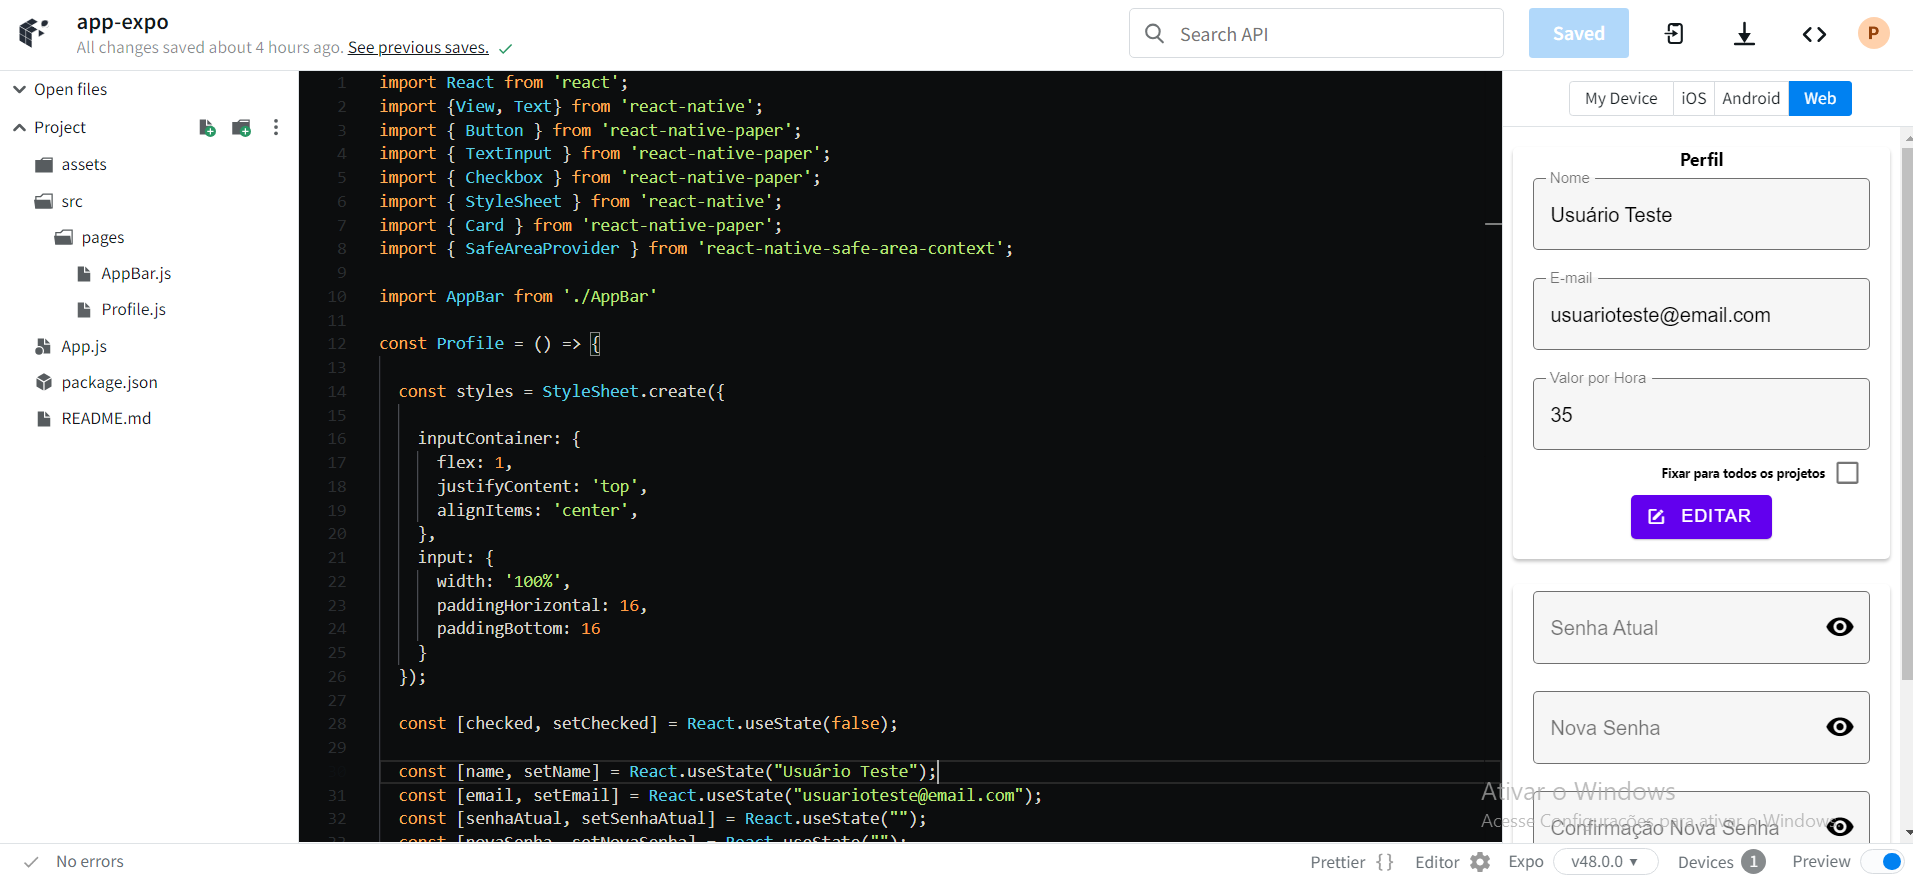 app-expo
All changes saved about 4 hours ago. See previous saves.
Search API
Saved
P
Open files
Project
assets
src
pages
AppBar.js
Profile.js
App.js
package.json
README.md
1 import React from 'react';
2 import {View, Text} from 'react-native';
3 import { Button } from 'react-native-paper';
4 import { TextInput } from 'react-native-paper';
5 import { Checkbox } from 'react-native-paper';
6 import { StyleSheet } from 'react-native';
7 import { Card } from 'react-native-paper';
8 import { SafeAreaProvider } from 'react-native-safe-area-context';
9
10 import AppBar from './AppBar'
11
12 const Profile = () => {
13
14 const styles = StyleSheet.create({
15
16 inputContainer: {
17 flex: 1,
18 justifyContent: 'top',
19 alignItems: 'center',
20 },
21 input: {
22 width: '100%',
23 paddingHorizontal: 16,
24 paddingBottom: 16
25 }
26 });
27
28 const [checked, setChecked] = React.useState(false);
29
const [name, setName] = React.useState("Usuário Teste");
31 const [email, setEmail] = React.useState("usuarioteste@email.com");
32 const [senhaAtual, setSenhaAtual] = React.useState("");
33 const [novaSenha, setNovaSenha] = React.useState("");
My Device
iOS
Android
Web
Perfil
Nome
Usuário Teste
E-mail
usuarioteste@email.com
Valor por Hora
35
Fixar para todos os projetos
EDITAR
Senha Atual
Nova Senha
Ativar o Windows
Acesse Configurações para ativar o Windows.
Confirmação Nova Senha
No errors
Prettier {}
Editor
Expo
v48.0.0
Devices 1
Preview